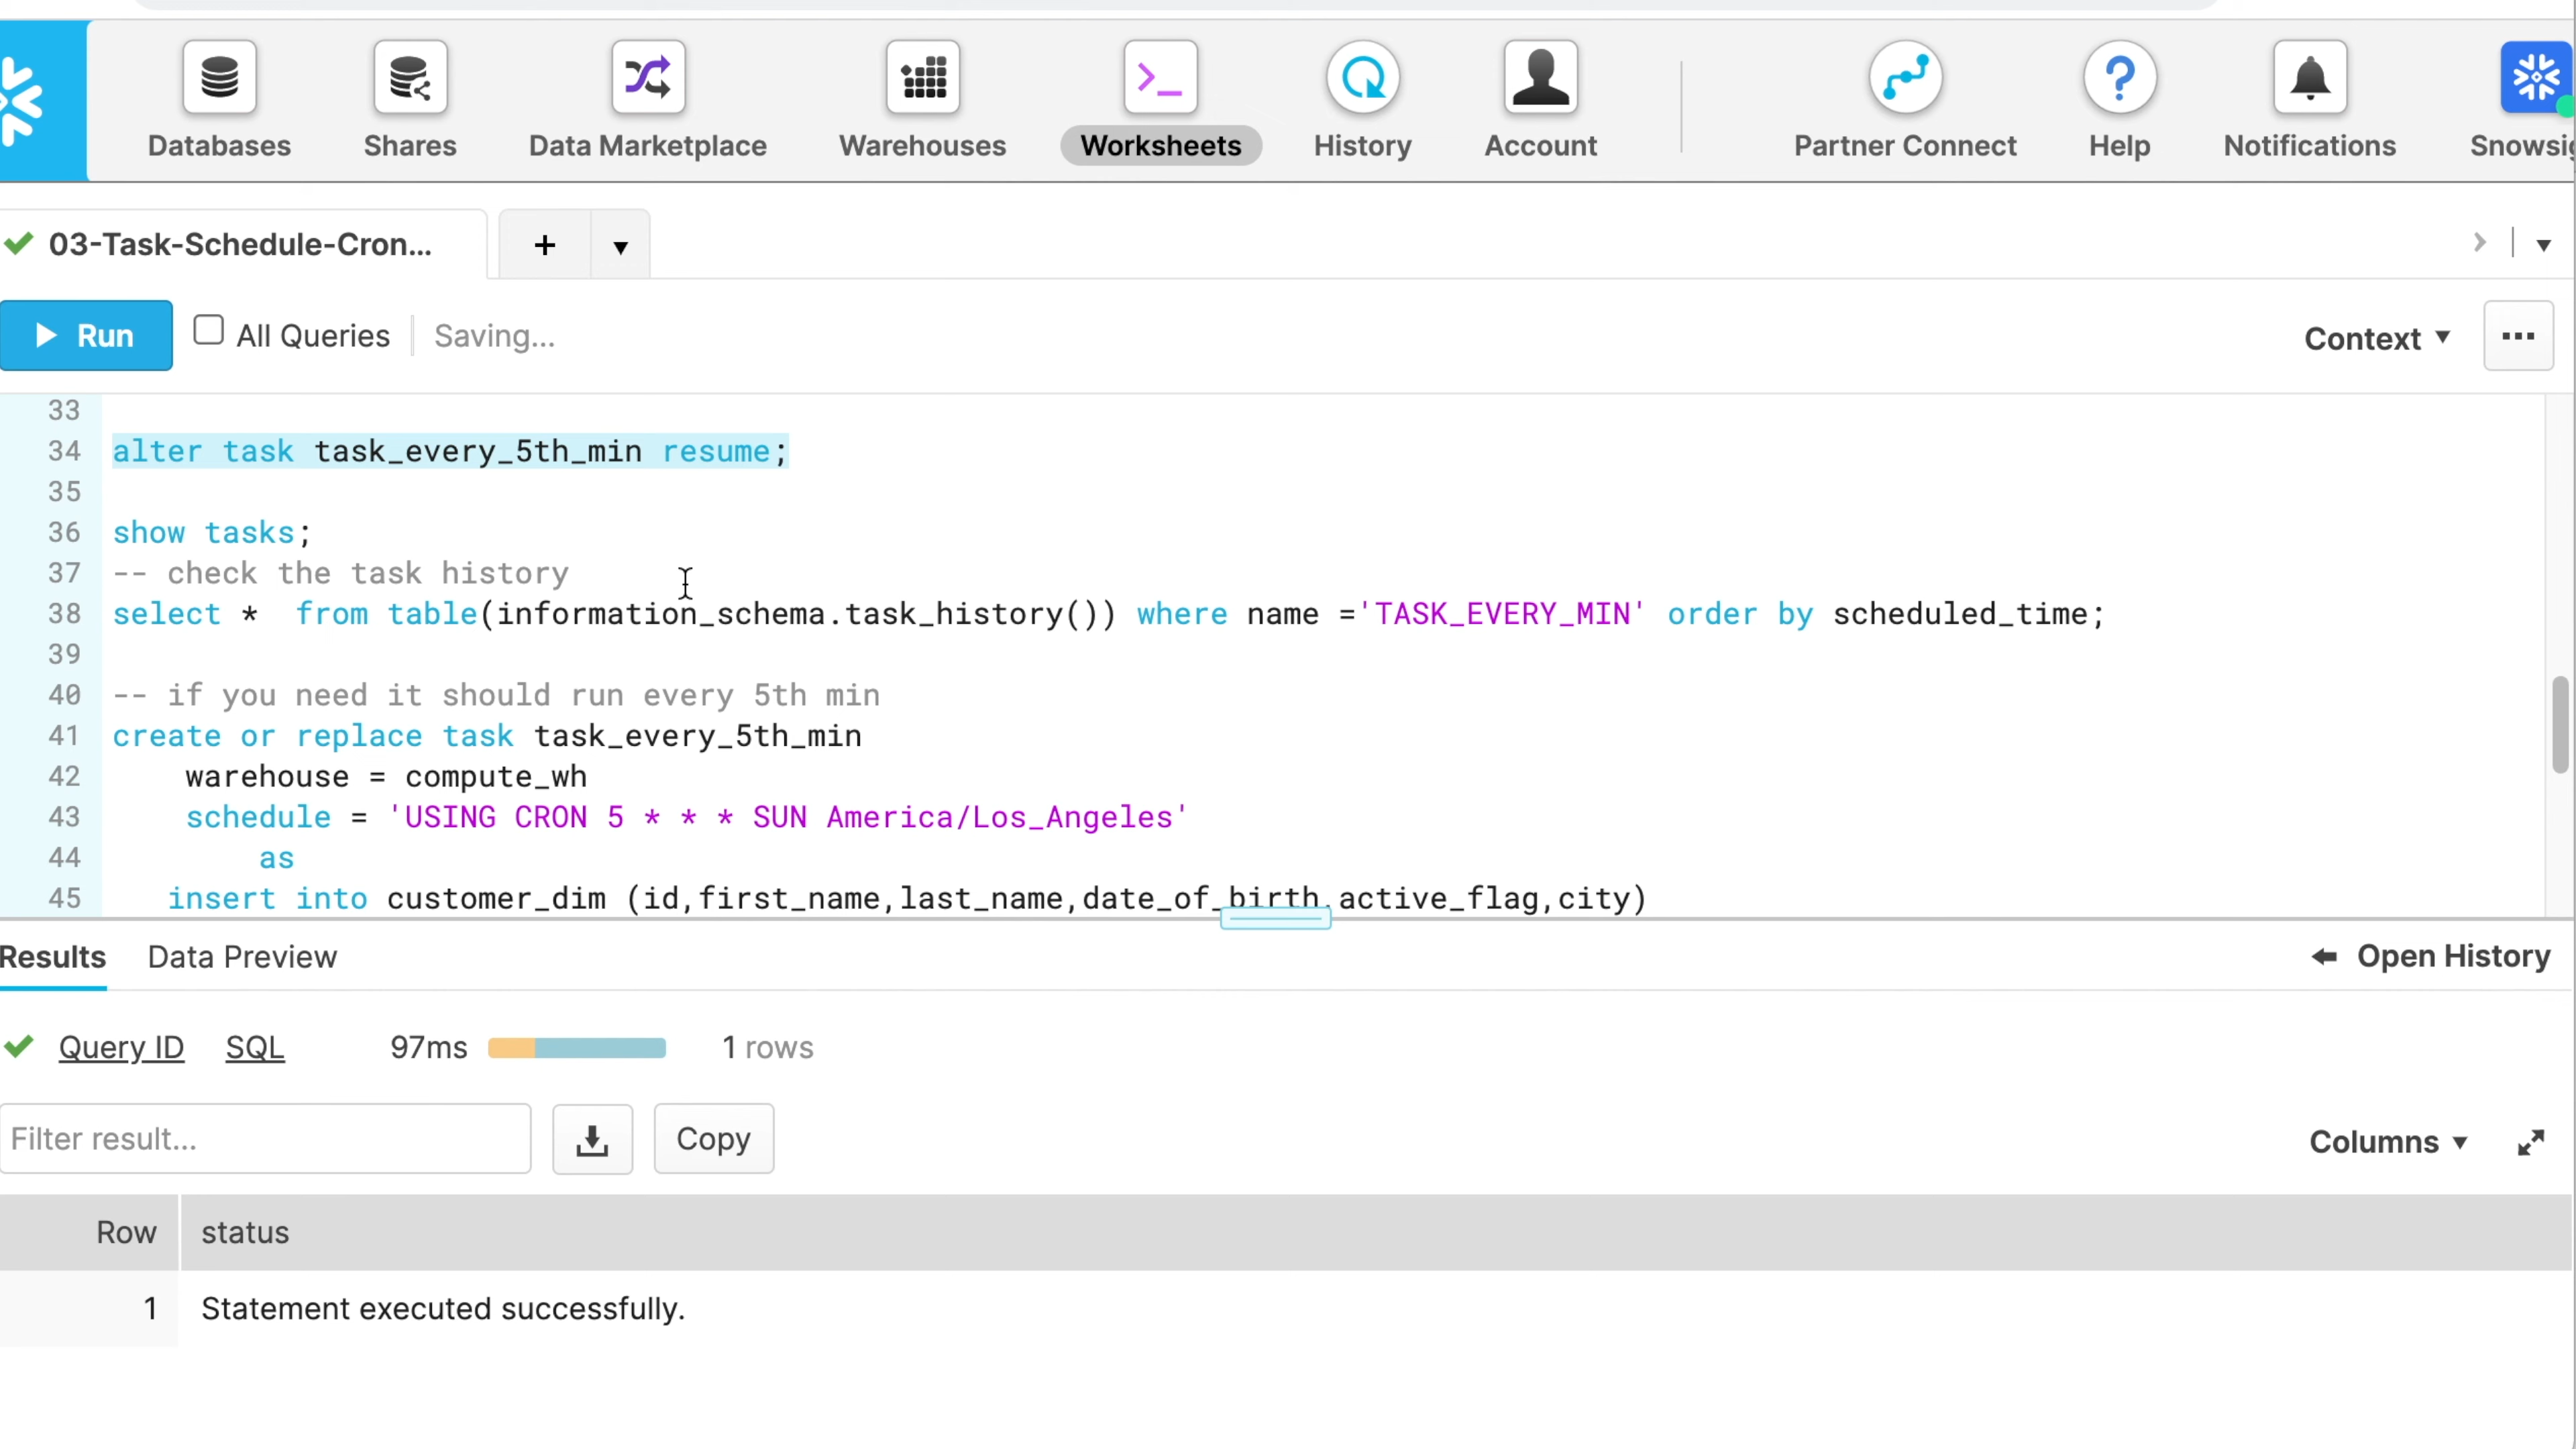 Databases
Shares
Data Marketplace
Warehouses
Worksheets
History
Account
Partner Connect
Help
Notifications
Snowsig
03-Task-Schedule-Cron...
+
Run
All Queries
Saving...
Context
33
34 alter task task_every_5th_min resume;
35
36 show tasks;
37 -- check the task history
38 select *  from table(information_schema.task_history()) where name ='TASK_EVERY_MIN' order by scheduled_time;
39
40 -- if you need it should run every 5th min
41 create or replace task task_every_5th_min
42 warehouse = compute_wh
43 schedule = 'USING CRON 5 * * * SUN America/Los_Angeles'
44 as
45 insert into customer_dim (id,first_name,last_name,date_of_birth,active_flag,city)
Results
Data Preview
Open History
Query ID
SQL
97ms
1 rows
Filter result...
Copy
Columns
Row status
1 Statement executed successfully.